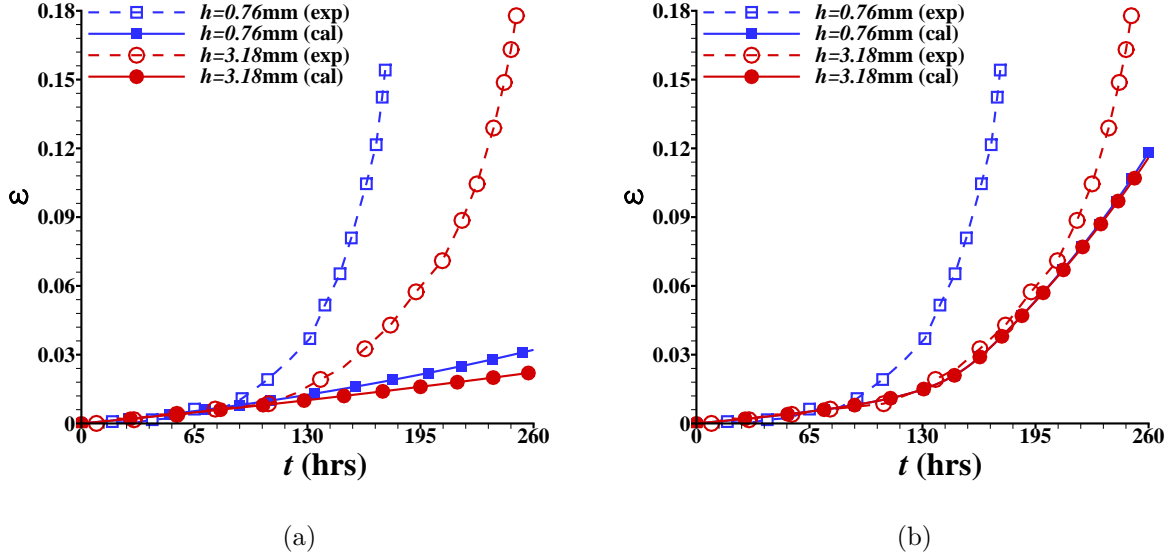 h=0.76mm (exp)
h=0.76mm (cal)
h=3.18mm (exp)
h=3.18mm (cal)
0.18
0.15
0.12
0.09
0.06
0.03
0
ε
0 65 130 195 260
t (hrs)
(a)
h=0.76mm (exp)
h=0.76mm (cal)
h=3.18mm (exp)
h=3.18mm (cal)
0.18
0.15
0.12
0.09
0.06
0.03
0
ε
0 65 130 195 260
t (hrs)
(b)